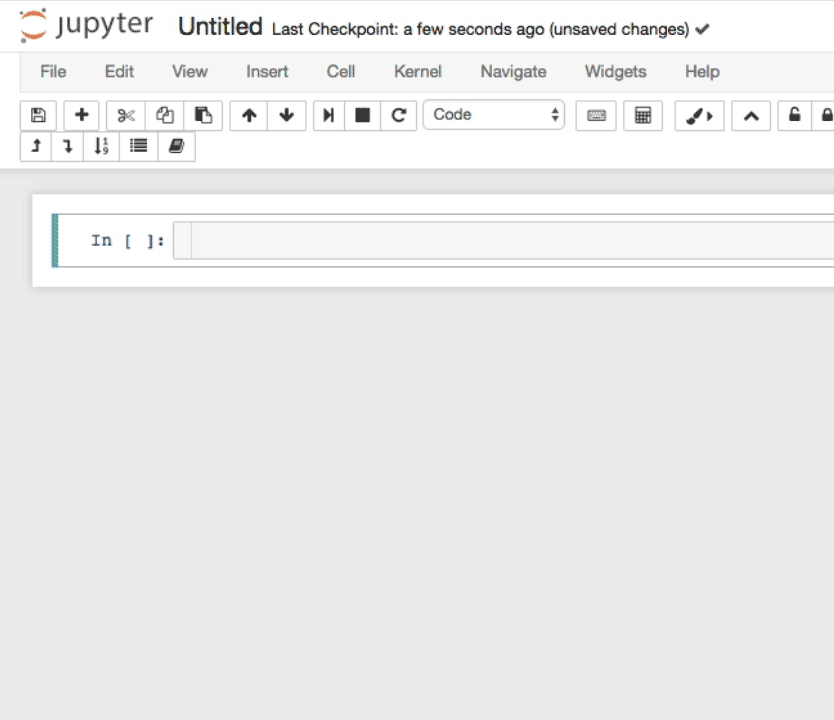 jupyter Untitled Last Checkpoint: a few seconds ago (unsaved changes)
File Edit View Insert Cell Kernel Navigate Widgets Help
Code
In [ ]: